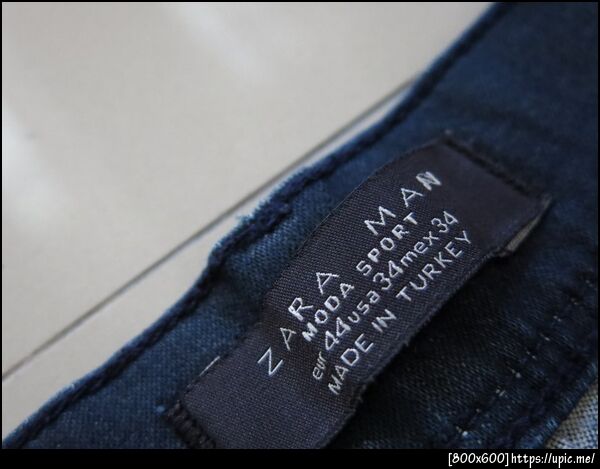 ZARA MAN
MODA SPORT
eur 44 usa 34 mex 34
MADE IN TURKEY
[800x600]https://upic.me/